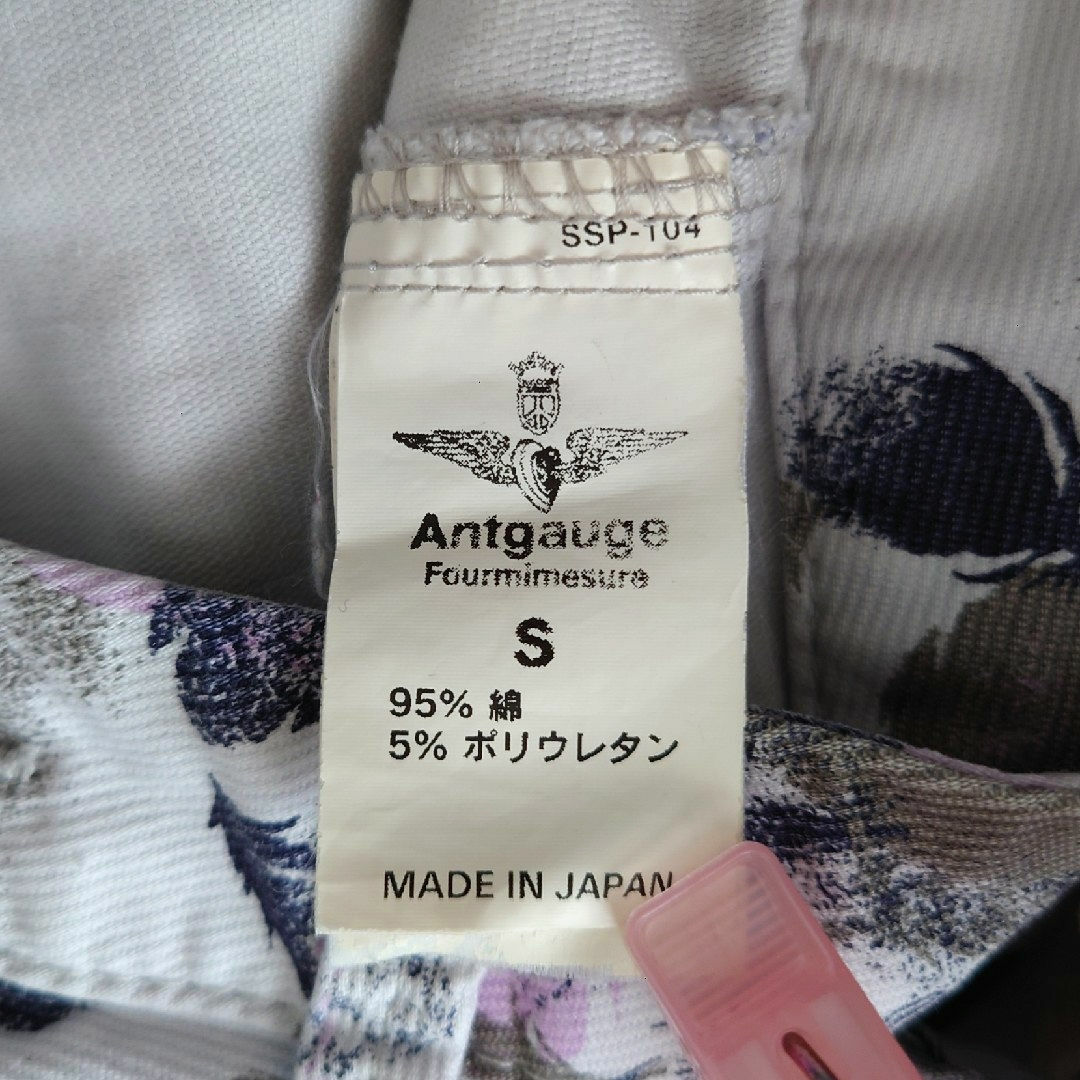 SSP-104
Antgauge
Fourmimesure
S
95% 綿
5% ポリウレタン
MADE IN JAPAN